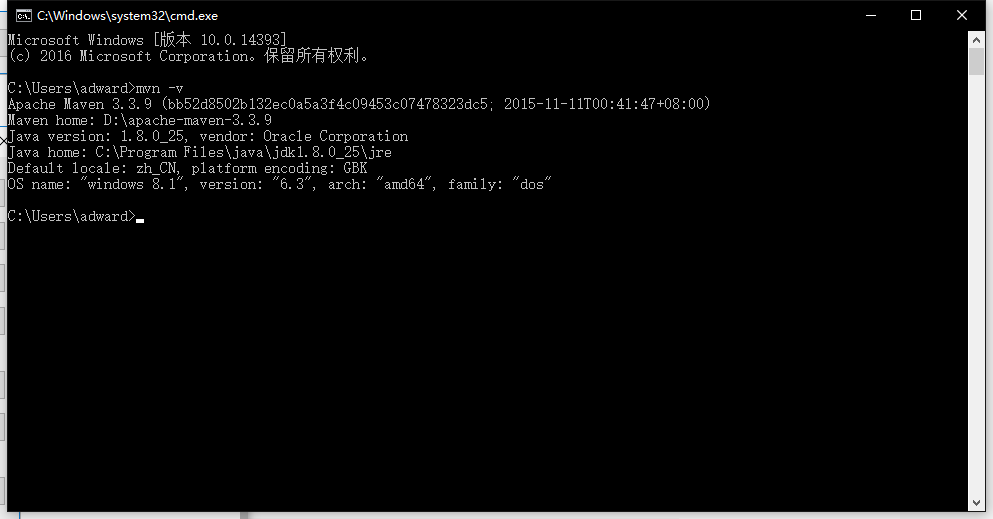 C:\Windows\system32\cmd.exe
Microsoft Windows [版本 10.0.14393]
(c) 2016 Microsoft Corporation。保留所有权利。
C:\Users\adward>mvn -v
Apache Maven 3.3.9 (bb52d8502b132ec0a5a3f4c09453c07478323dc5; 2015-11-11T00:41:47+08:00)
Maven home: D:\apache-maven-3.3.9
Java version: 1.8.0_25, vendor: Oracle Corporation
Java home: C:\Program Files\java\jdk1.8.0_25\jre
Default locale: zh_CN, platform encoding: GBK
OS name: "windows 8.1", version: "6.3", arch: "amd64", family: "dos"
C:\Users\adward>